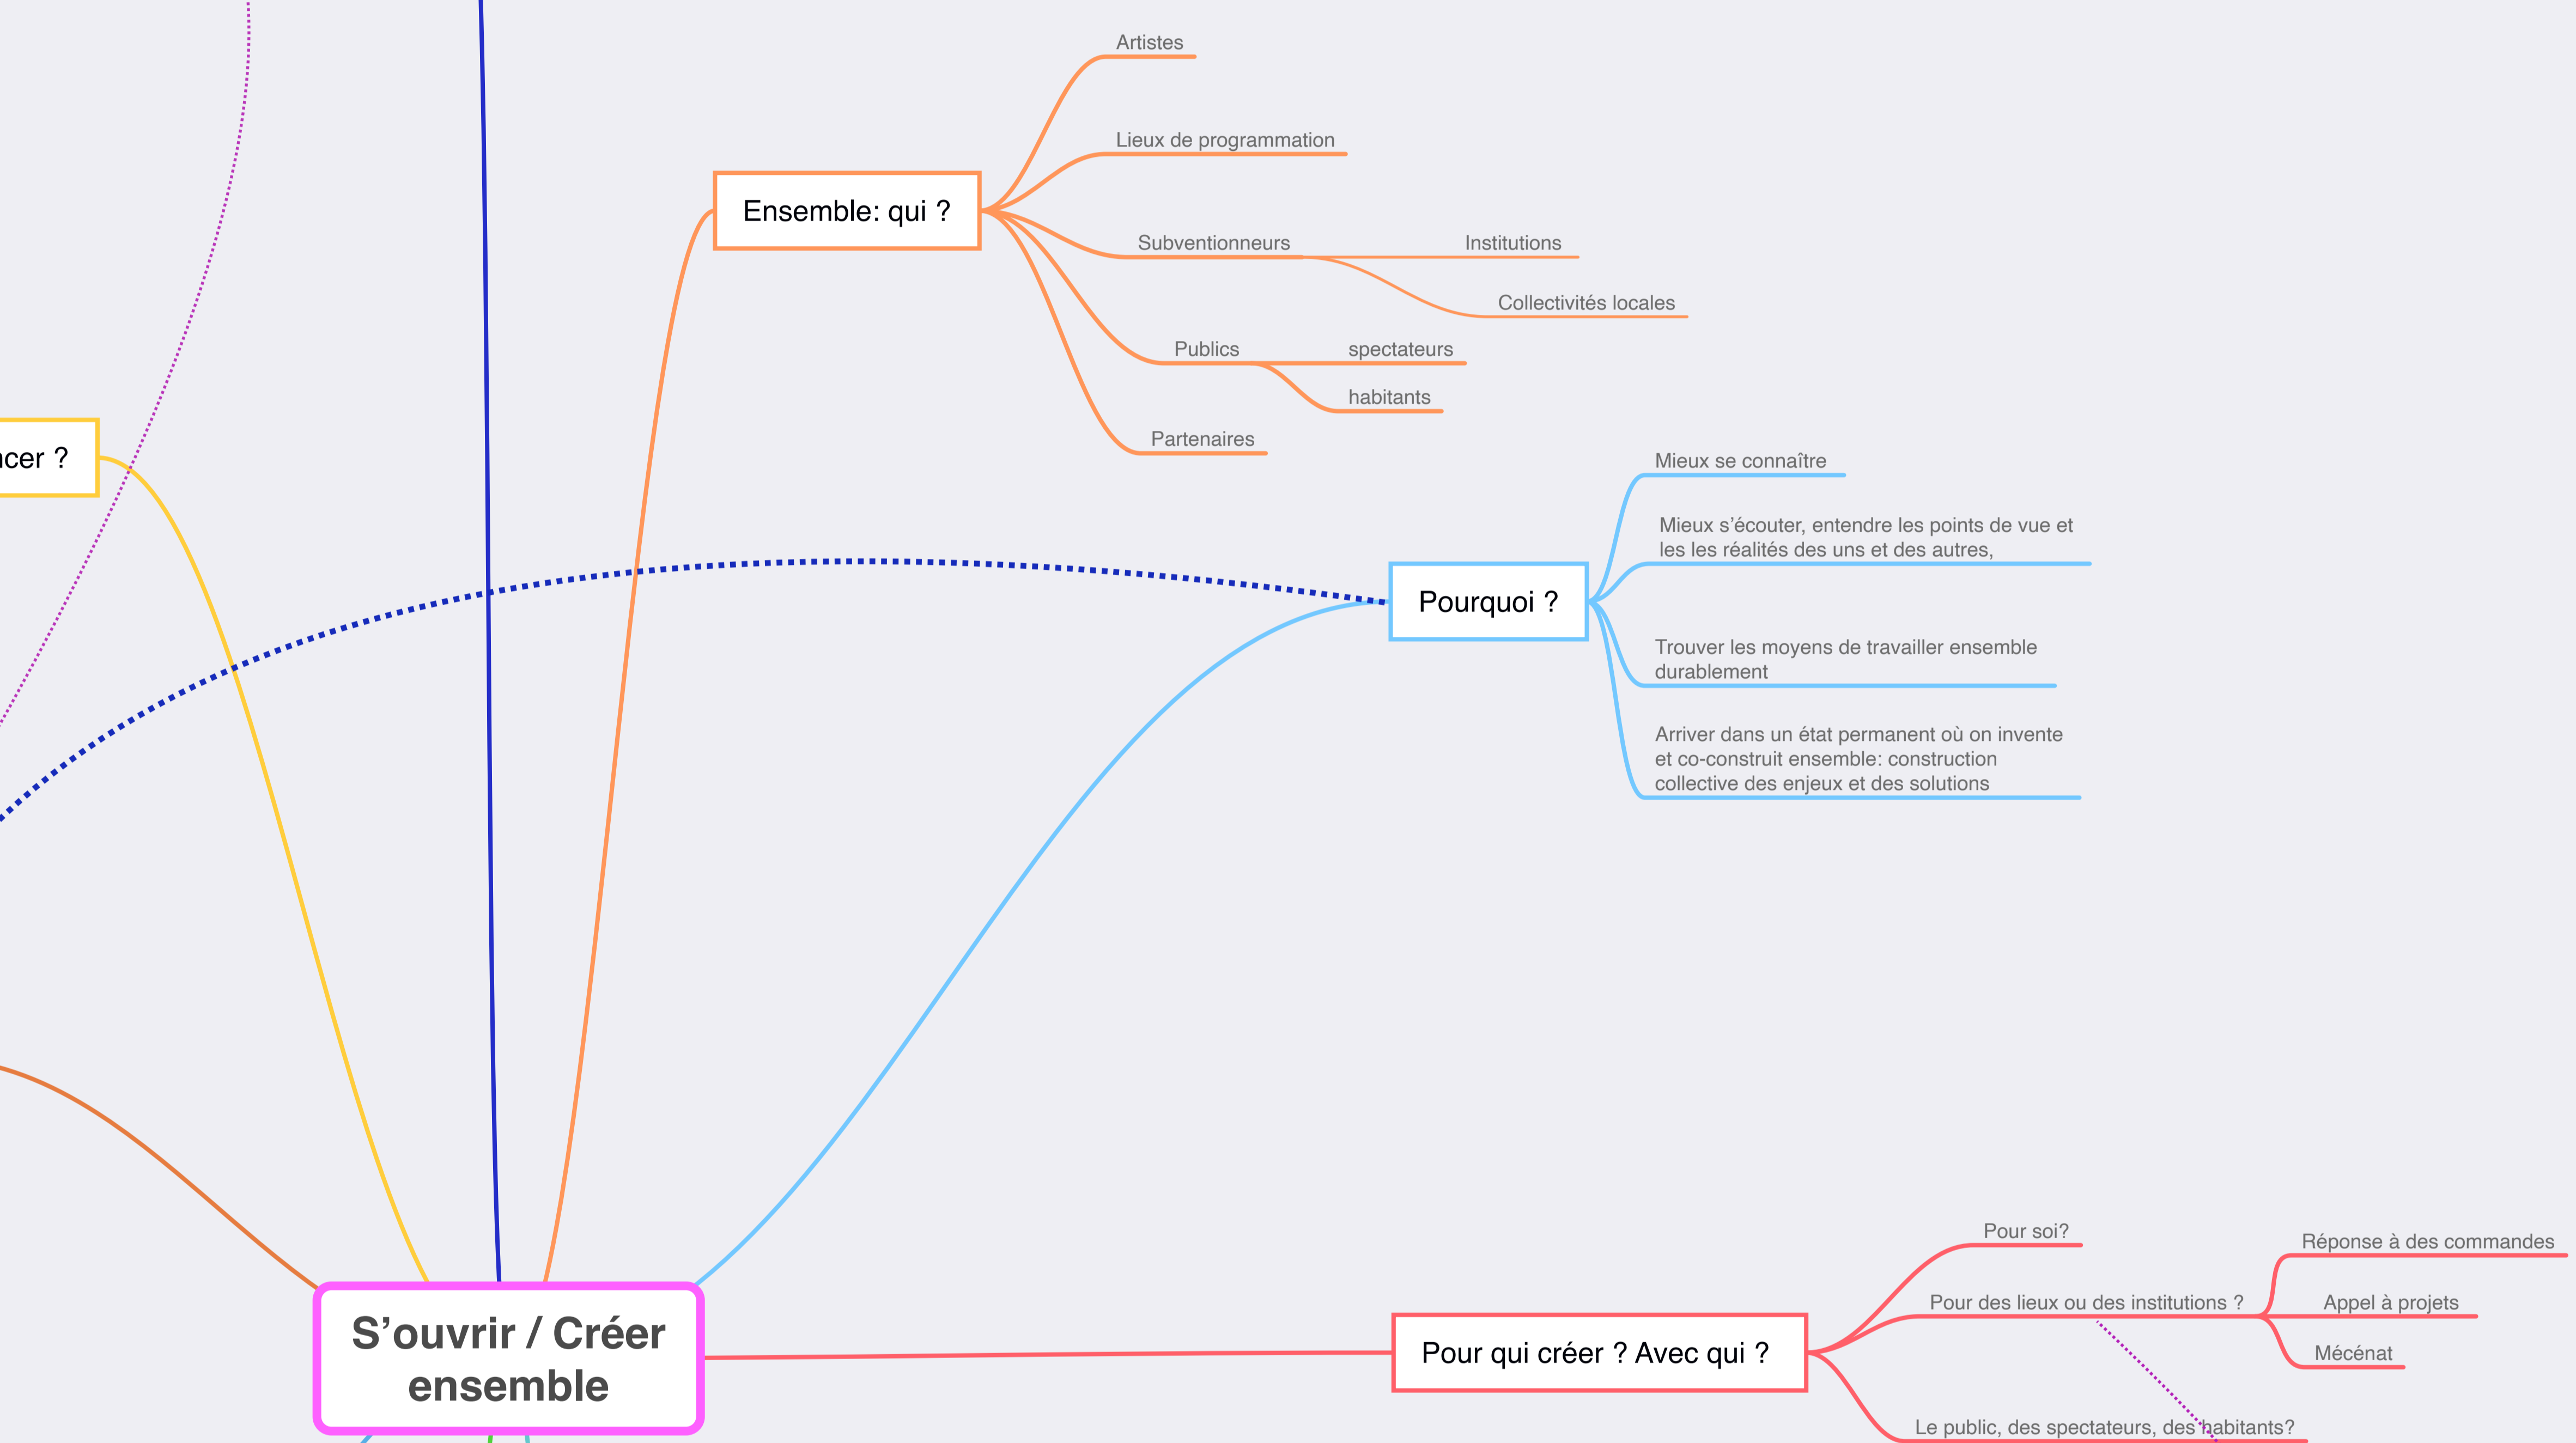 Artistes
Lieux de programmation
Ensemble: qui ?
Subventionneurs
Institutions
Collectivités locales
Publics
spectateurs
habitants
Partenaires
ncer ?
Mieux se connaître
Mieux s’écouter, entendre les points de vue et
les les réalités des uns et des autres,
Pourquoi ?
Trouver les moyens de travailler ensemble
durablement
Arriver dans un état permanent où on invente
et co-construit ensemble: construction
collective des enjeux et des solutions
S’ouvrir / Créer
ensemble
Pour qui créer ? Avec qui ?
Pour soi?
Pour des lieux ou des institutions ?
Réponse à des commandes
Appel à projets
Mécénat
Le public, des spectateurs, des habitants?